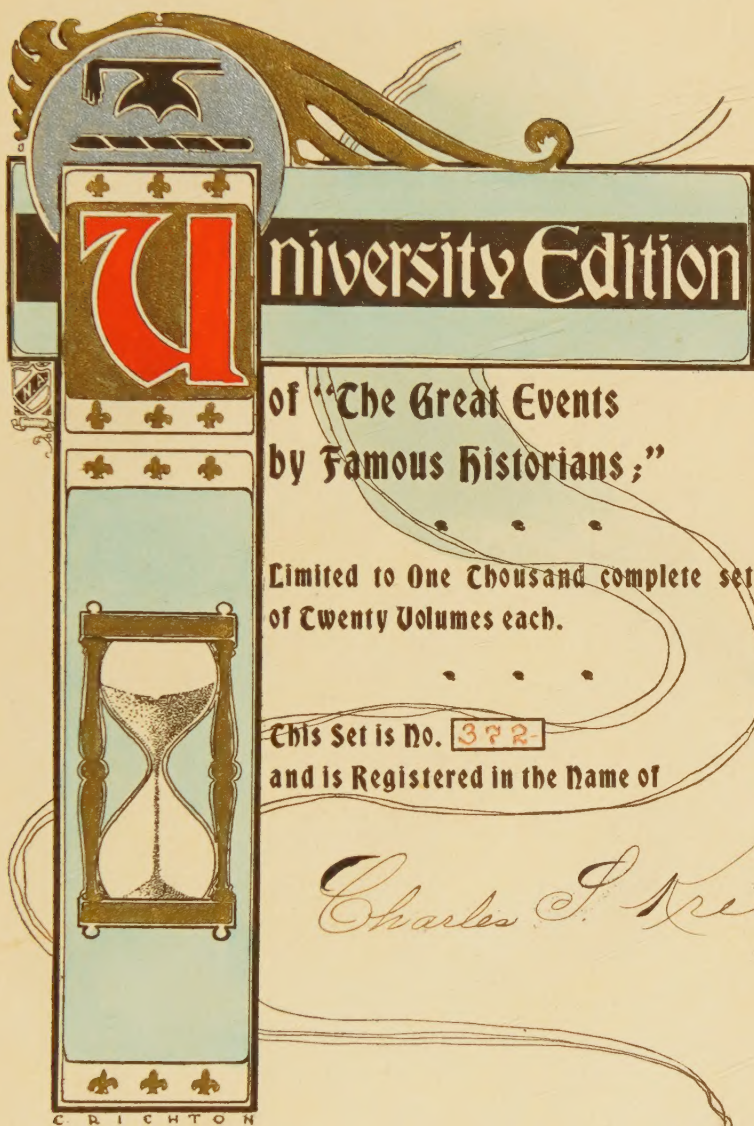 University Edition
of “The Great Events
by Famous Historians;”
Limited to One Thousand complete set
of Twenty Volumes each.
This Set is No. 372
and is Registered in the Name of
Charles S. Kre
N.A.
C. RICHTON